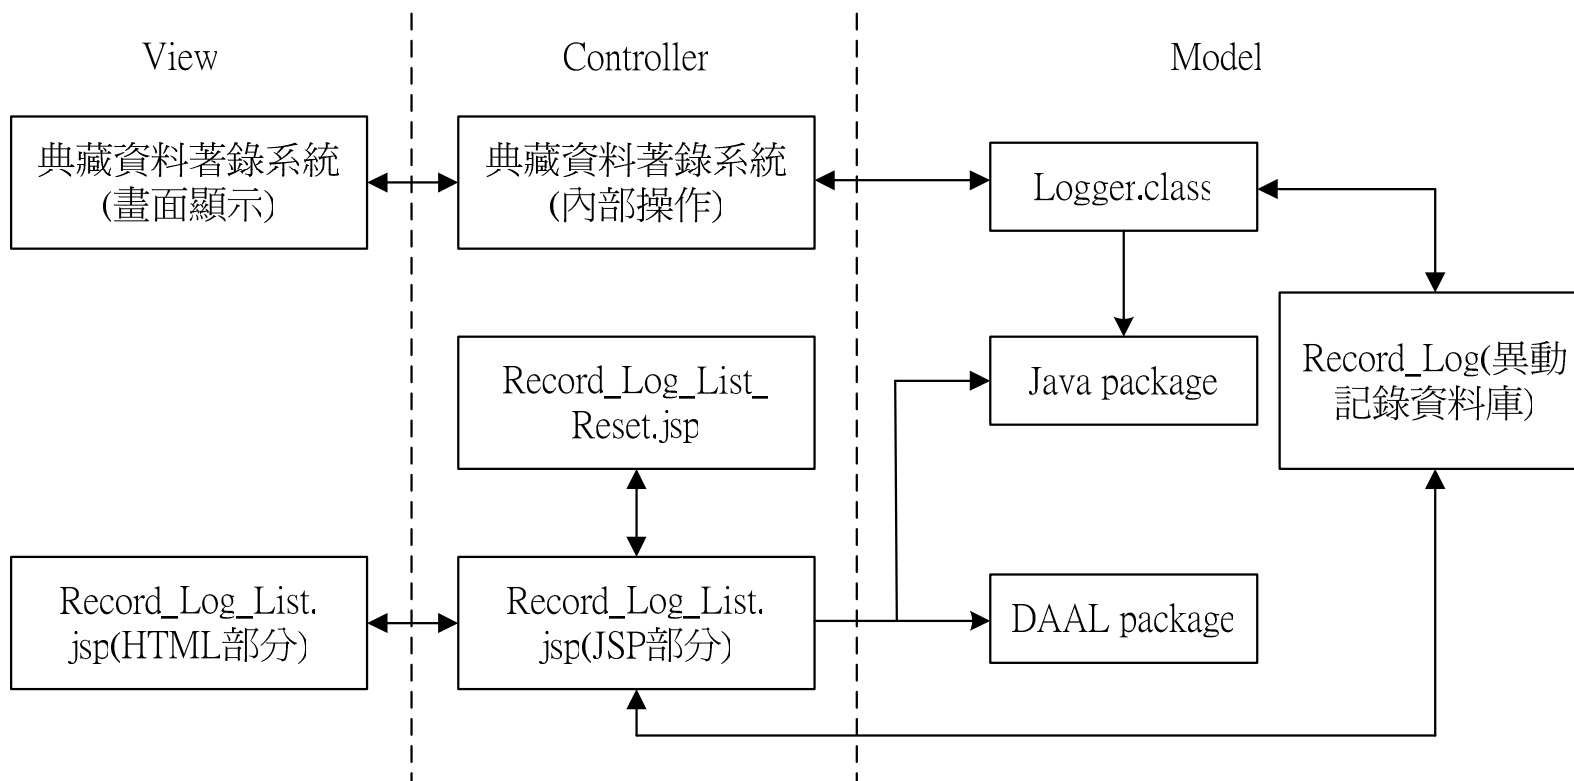 View
Controller
Model
典藏資料著錄系統
(畫面顯示)
典藏資料著錄系統
(內部操作)
Logger.class
Record_Log_List_
Reset.jsp
Java package
Record_Log(異動
記錄資料庫)
Record_Log_List.
jsp(HTML部分)
Record_Log_List.
jsp(JSP部分)
DAAL package